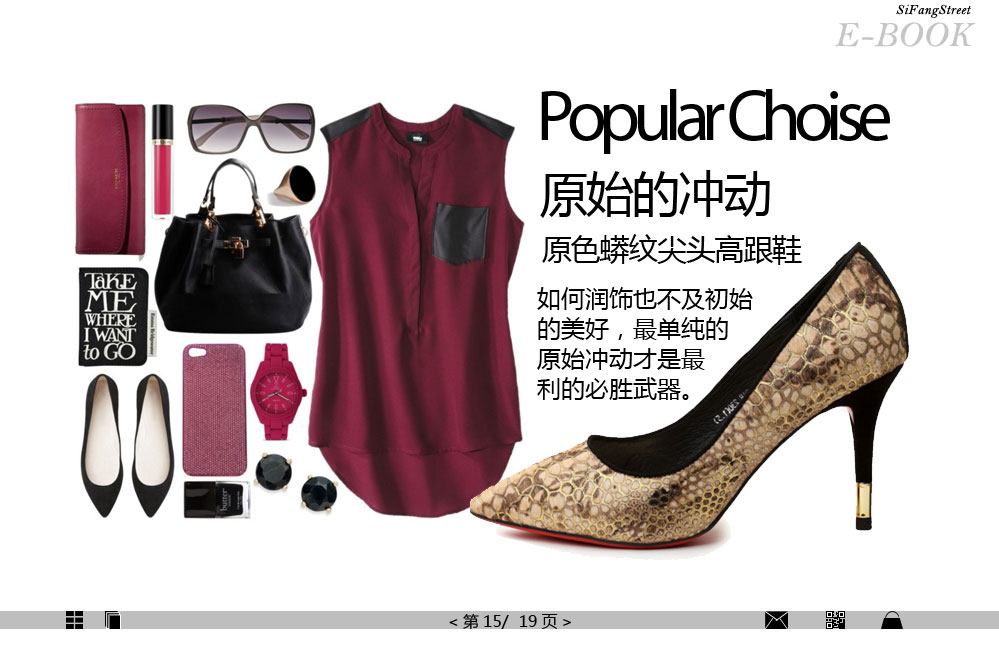 SiFangStreet
E-BOOK
Popular Choise
原始的冲动
原色蟒纹尖头高跟鞋
如何润饰也不及初始
的美好，最单纯的
原始冲动才是最
利的必胜武器。
TAKE
ME
WHERE
I WANT
to GO
butter
< 第 15/ 19 页 >